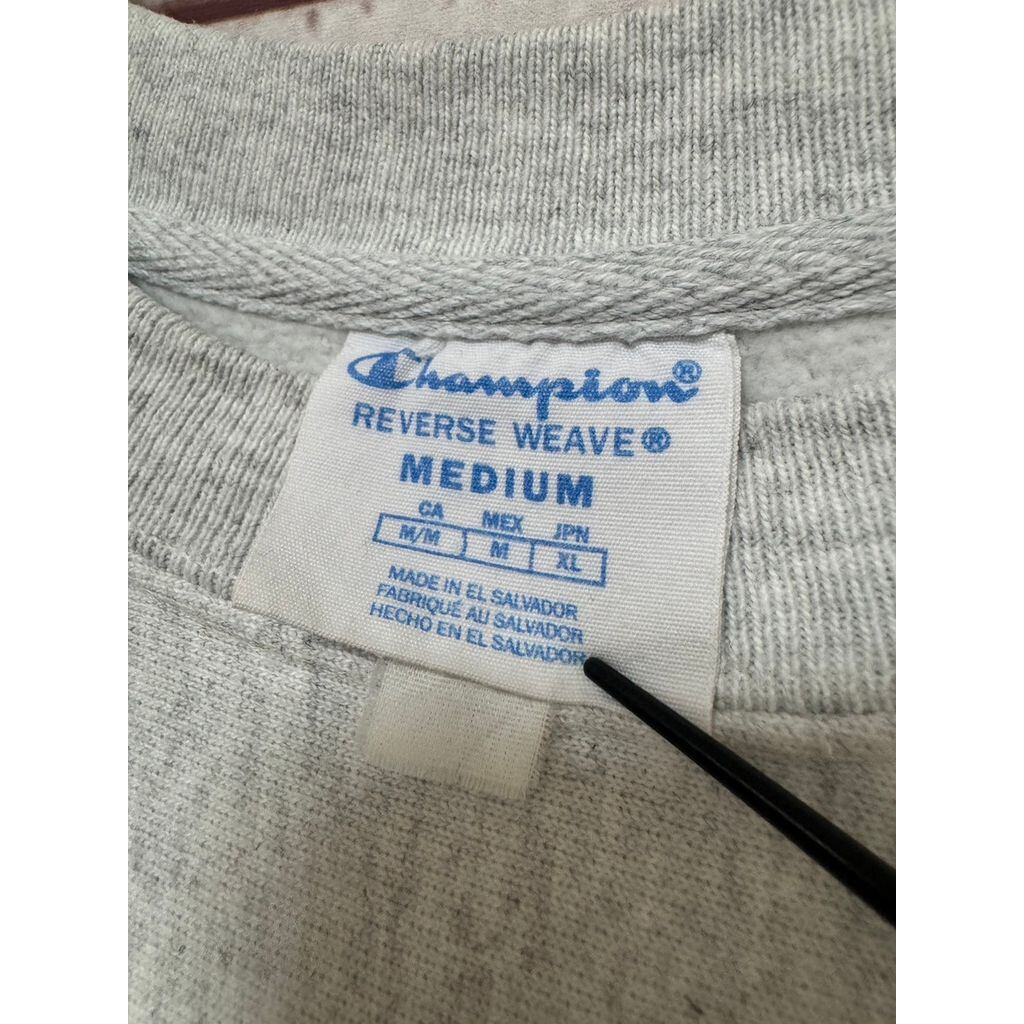 Champion®
REVERSE WEAVE®
MEDIUM
CA MEX JPN
M/M M XL
MADE IN EL SALVADOR
FABRIQUÉ AU SALVADOR
HECHO EN EL SALVADOR